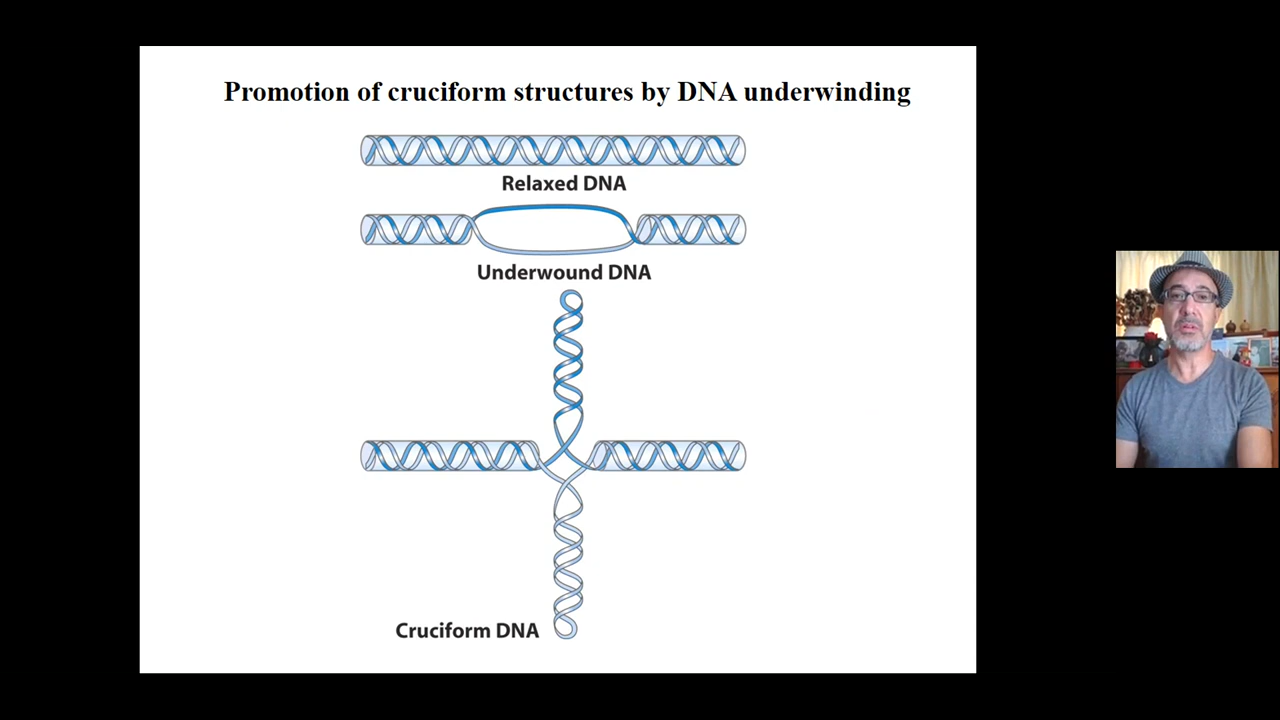 Promotion of cruciform structures by DNA underwinding
Relaxed DNA
Underwound DNA
Cruciform DNA